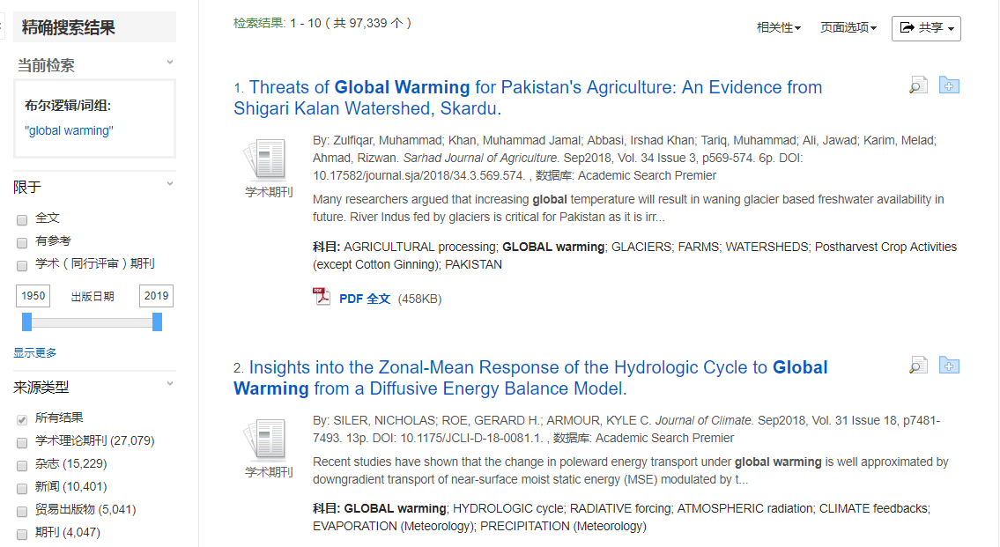 精确搜索结果
当前检索
布尔逻辑/词组:
"global warming"
限于
全文
有参考
学术（同行评审）期刊
1950 出版日期 2019
显示更多
来源类型
所有结果
学术理论期刊 (27,079)
杂志 (15,229)
新闻 (10,401)
贸易出版物 (5,041)
期刊 (4,047)
检索结果: 1 - 10（共 97,339 个）
相关性 页面选项 共享
1. Threats of Global Warming for Pakistan's Agriculture: An Evidence from
Shigari Kalan Watershed, Skardu.
学术期刊
By: Zulfiqar, Muhammad; Khan, Muhammad Jamal; Abbasi, Irshad Khan; Tariq, Muhammad; Ali, Jawad; Karim, Melad;
Ahmad, Rizwan. Sarhad Journal of Agriculture. Sep2018, Vol. 34 Issue 3, p569-574. 6p. DOI:
10.17582/journal.sja/2018/34.3.569.574. , 数据库: Academic Search Premier
Many researchers argued that increasing global temperature will result in waning glacier based freshwater availability in
future. River Indus fed by glaciers is critical for Pakistan as it is irr...
科目: AGRICULTURAL processing; GLOBAL warming; GLACIERS; FARMS; WATERSHEDS; Postharvest Crop Activities
(except Cotton Ginning); PAKISTAN
PDF PDF 全文 (458KB)
2. Insights into the Zonal-Mean Response of the Hydrologic Cycle to Global
Warming from a Diffusive Energy Balance Model.
学术期刊
By: SILER, NICHOLAS; ROE, GERARD H.; ARMOUR, KYLE C. Journal of Climate. Sep2018, Vol. 31 Issue 18, p7481-
7493. 13p. DOI: 10.1175/JCLI-D-18-0081.1. , 数据库: Academic Search Premier
Recent studies have shown that the change in poleward energy transport under global warming is well approximated by
downgradient transport of near-surface moist static energy (MSE) modulated by t...
科目: GLOBAL warming; HYDROLOGIC cycle; RADIATIVE forcing; ATMOSPHERIC radiation; CLIMATE feedbacks;
EVAPORATION (Meteorology); PRECIPITATION (Meteorology)